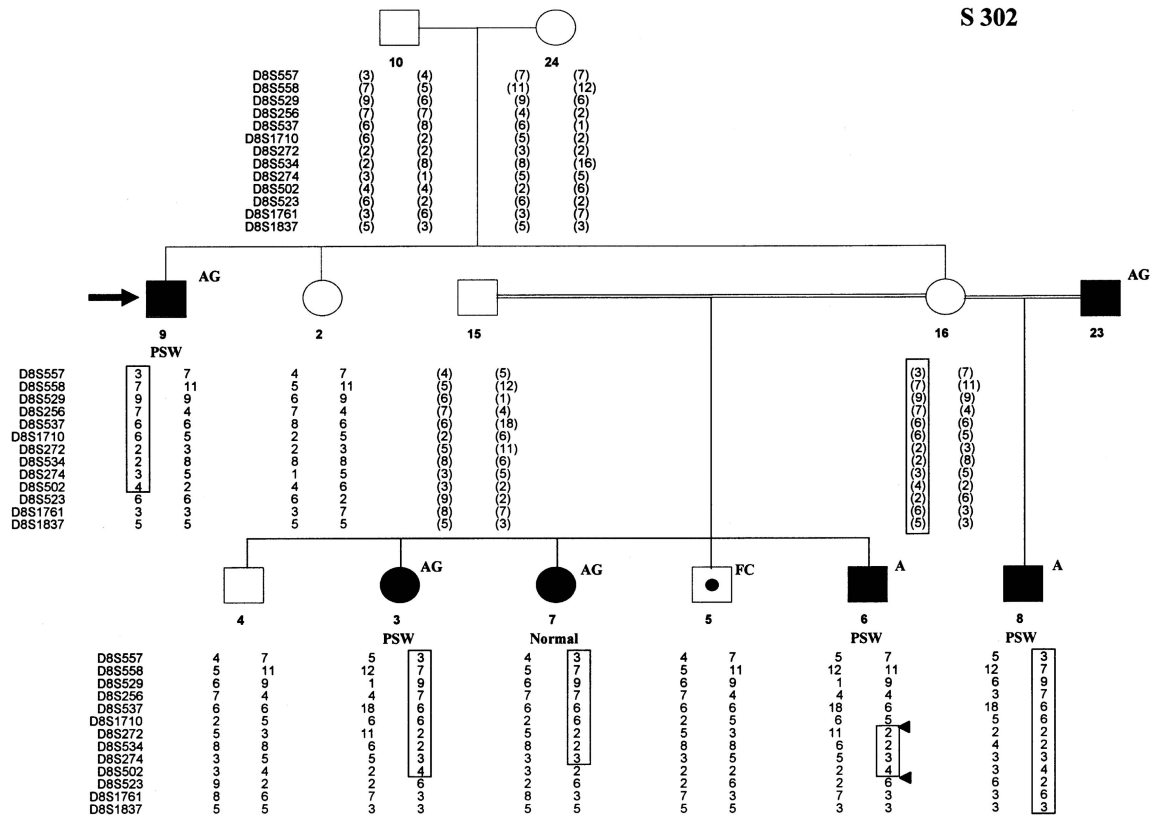 S 302
10 24
D8S557 (3) (4) (7) (7)
D8S558 (7) (5) (11) (12)
D8S529 (9) (6) (9) (6)
D8S256 (7) (7) (4) (2)
D8S537 (6) (8) (6) (1)
D8S1710 (6) (2) (5) (2)
D8S272 (2) (2) (3) (2)
D8S534 (2) (8) (8) (16)
D8S274 (3) (1) (5) (5)
D8S502 (4) (4) (2) (6)
D8S523 (6) (2) (6) (2)
D8S1761 (3) (6) (3) (7)
D8S1837 (5) (3) (5) (3)
AG AG
9 2 15 16 23
PSW
D8S557 3 7 4 7 (4) (5) (3) (7)
D8S558 7 11 5 11 (5) (12) (7) (11)
D8S529 9 9 6 9 (6) (1) (9) (9)
D8S256 7 4 7 4 (7) (4) (7) (4)
D8S537 6 6 8 6 (6) (18) (6) (6)
D8S1710 6 5 2 5 (2) (6) (6) (5)
D8S272 2 3 2 3 (5) (11) (2) (3)
D8S534 2 8 8 8 (8) (6) (2) (8)
D8S274 3 5 1 5 (3) (5) (3) (5)
D8S502 4 2 4 6 (3) (2) (4) (2)
D8S523 6 6 6 2 (9) (2) (2) (6)
D8S1761 3 3 3 7 (8) (7) (6) (3)
D8S1837 5 5 5 5 (5) (3) (5) (3)
AG AG FC A A
4 3 7 5 6 8
PSW Normal PSW PSW
D8S557 4 7 5 3 4 3 4 7 5 7 5 3
D8S558 5 11 12 7 5 7 5 11 12 11 12 7
D8S529 6 9 1 9 6 9 6 9 1 9 6 9
D8S256 7 4 4 7 7 7 7 4 4 4 3 7
D8S537 6 6 18 6 6 6 6 6 18 6 18 6
D8S1710 2 5 6 6 2 6 2 5 6 5 5 6
D8S272 5 3 11 2 5 2 5 3 11 2 2 2
D8S534 8 8 6 2 8 2 8 8 6 2 4 2
D8S274 3 5 5 3 3 3 3 5 5 3 3 3
D8S502 3 4 2 4 3 2 3 2 2 4 3 4
D8S523 9 2 2 6 2 6 2 6 2 6 6 2
D8S1761 8 6 7 3 8 3 7 3 7 3 3 6
D8S1837 5 5 3 3 5 5 5 5 3 3 3 3